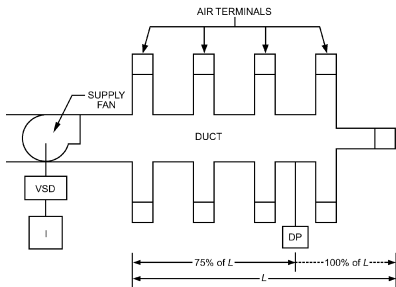 AIR TERMINALS
SUPPLY
FAN
DUCT
VSD
I
DP
75% of L
100% of L
L